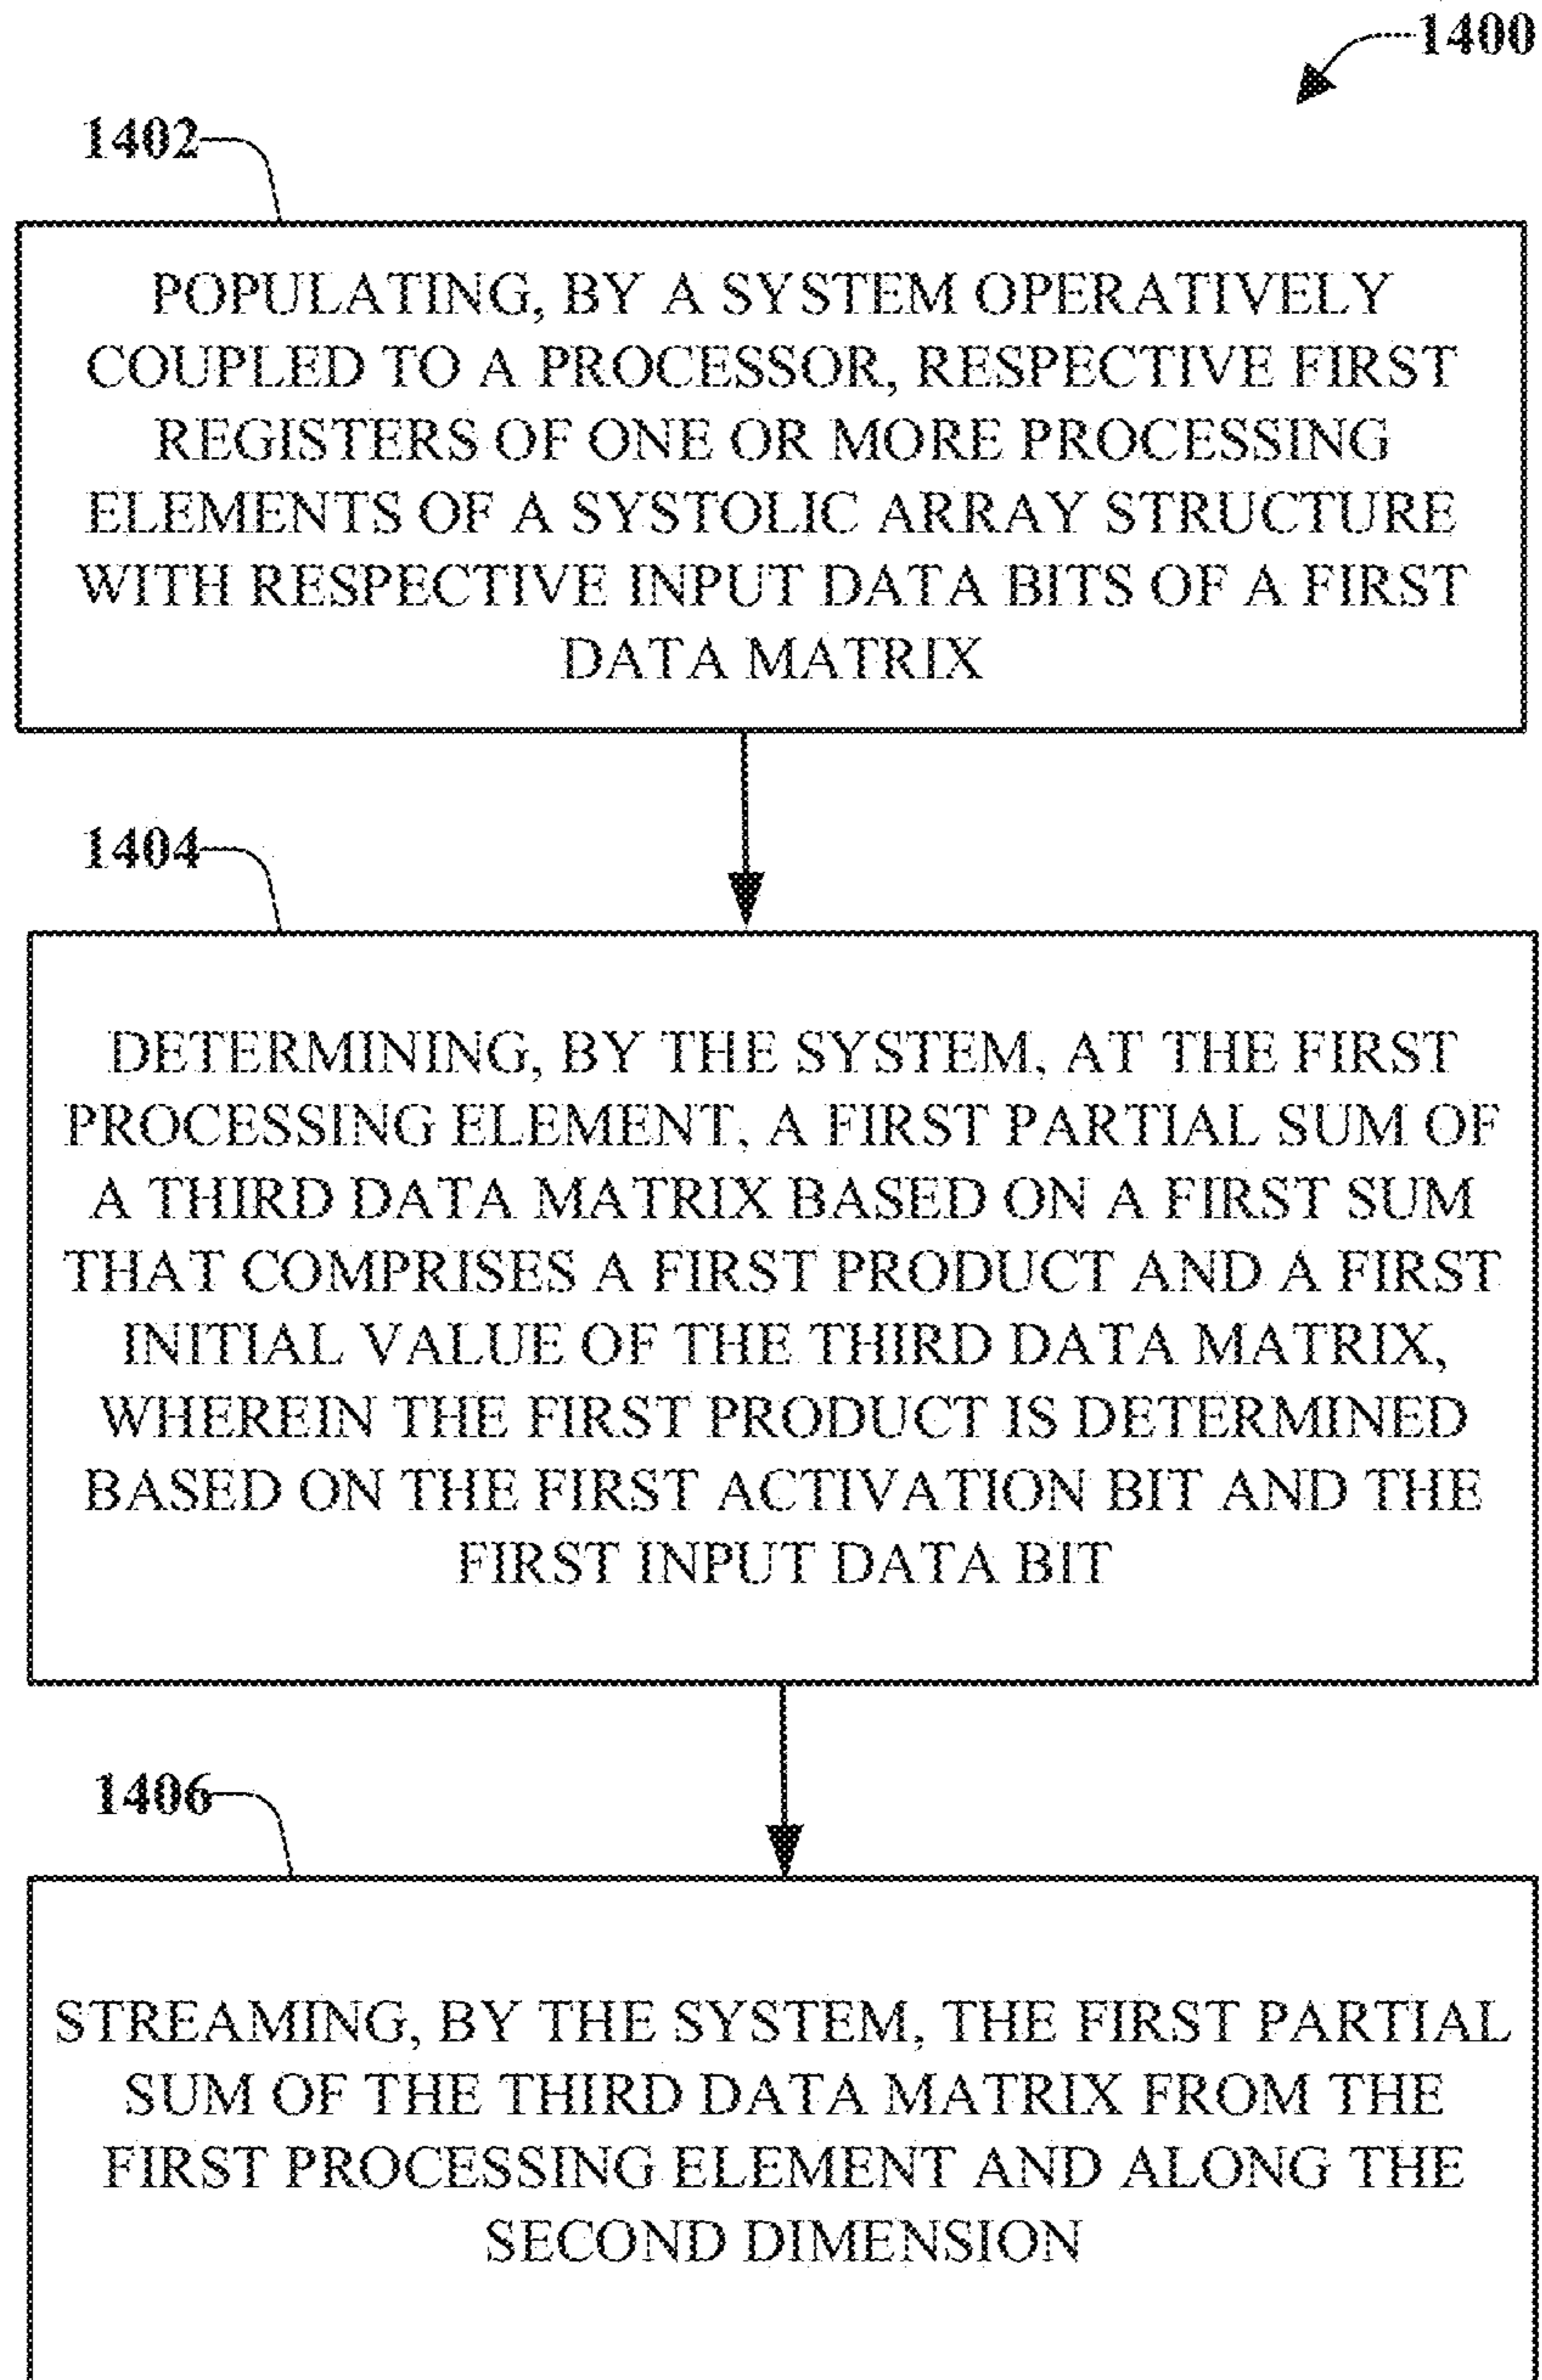 1400
1402
POPULATING, BY A SYSTEM OPERATIVELY
COUPLED TO A PROCESSOR, RESPECTIVE FIRST
REGISTERS OF ONE OR MORE PROCESSING
ELEMENTS OF A SYSTOLIC ARRAY STRUCTURE
WITH RESPECTIVE INPUT DATA BITS OF A FIRST
DATA MATRIX
1404
DETERMINING, BY THE SYSTEM, AT THE FIRST
PROCESSING ELEMENT, A FIRST PARTIAL SUM OF
A THIRD DATA MATRIX BASED ON A FIRST SUM
THAT COMPRISES A FIRST PRODUCT AND A FIRST
INITIAL VALUE OF THE THIRD DATA MATRIX,
WHEREIN THE FIRST PRODUCT IS DETERMINED
BASED ON THE FIRST ACTIVATION BIT AND THE
FIRST INPUT DATA BIT
1406
STREAMING, BY THE SYSTEM, THE FIRST PARTIAL
SUM OF THE THIRD DATA MATRIX FROM THE
FIRST PROCESSING ELEMENT AND ALONG THE
SECOND DIMENSION